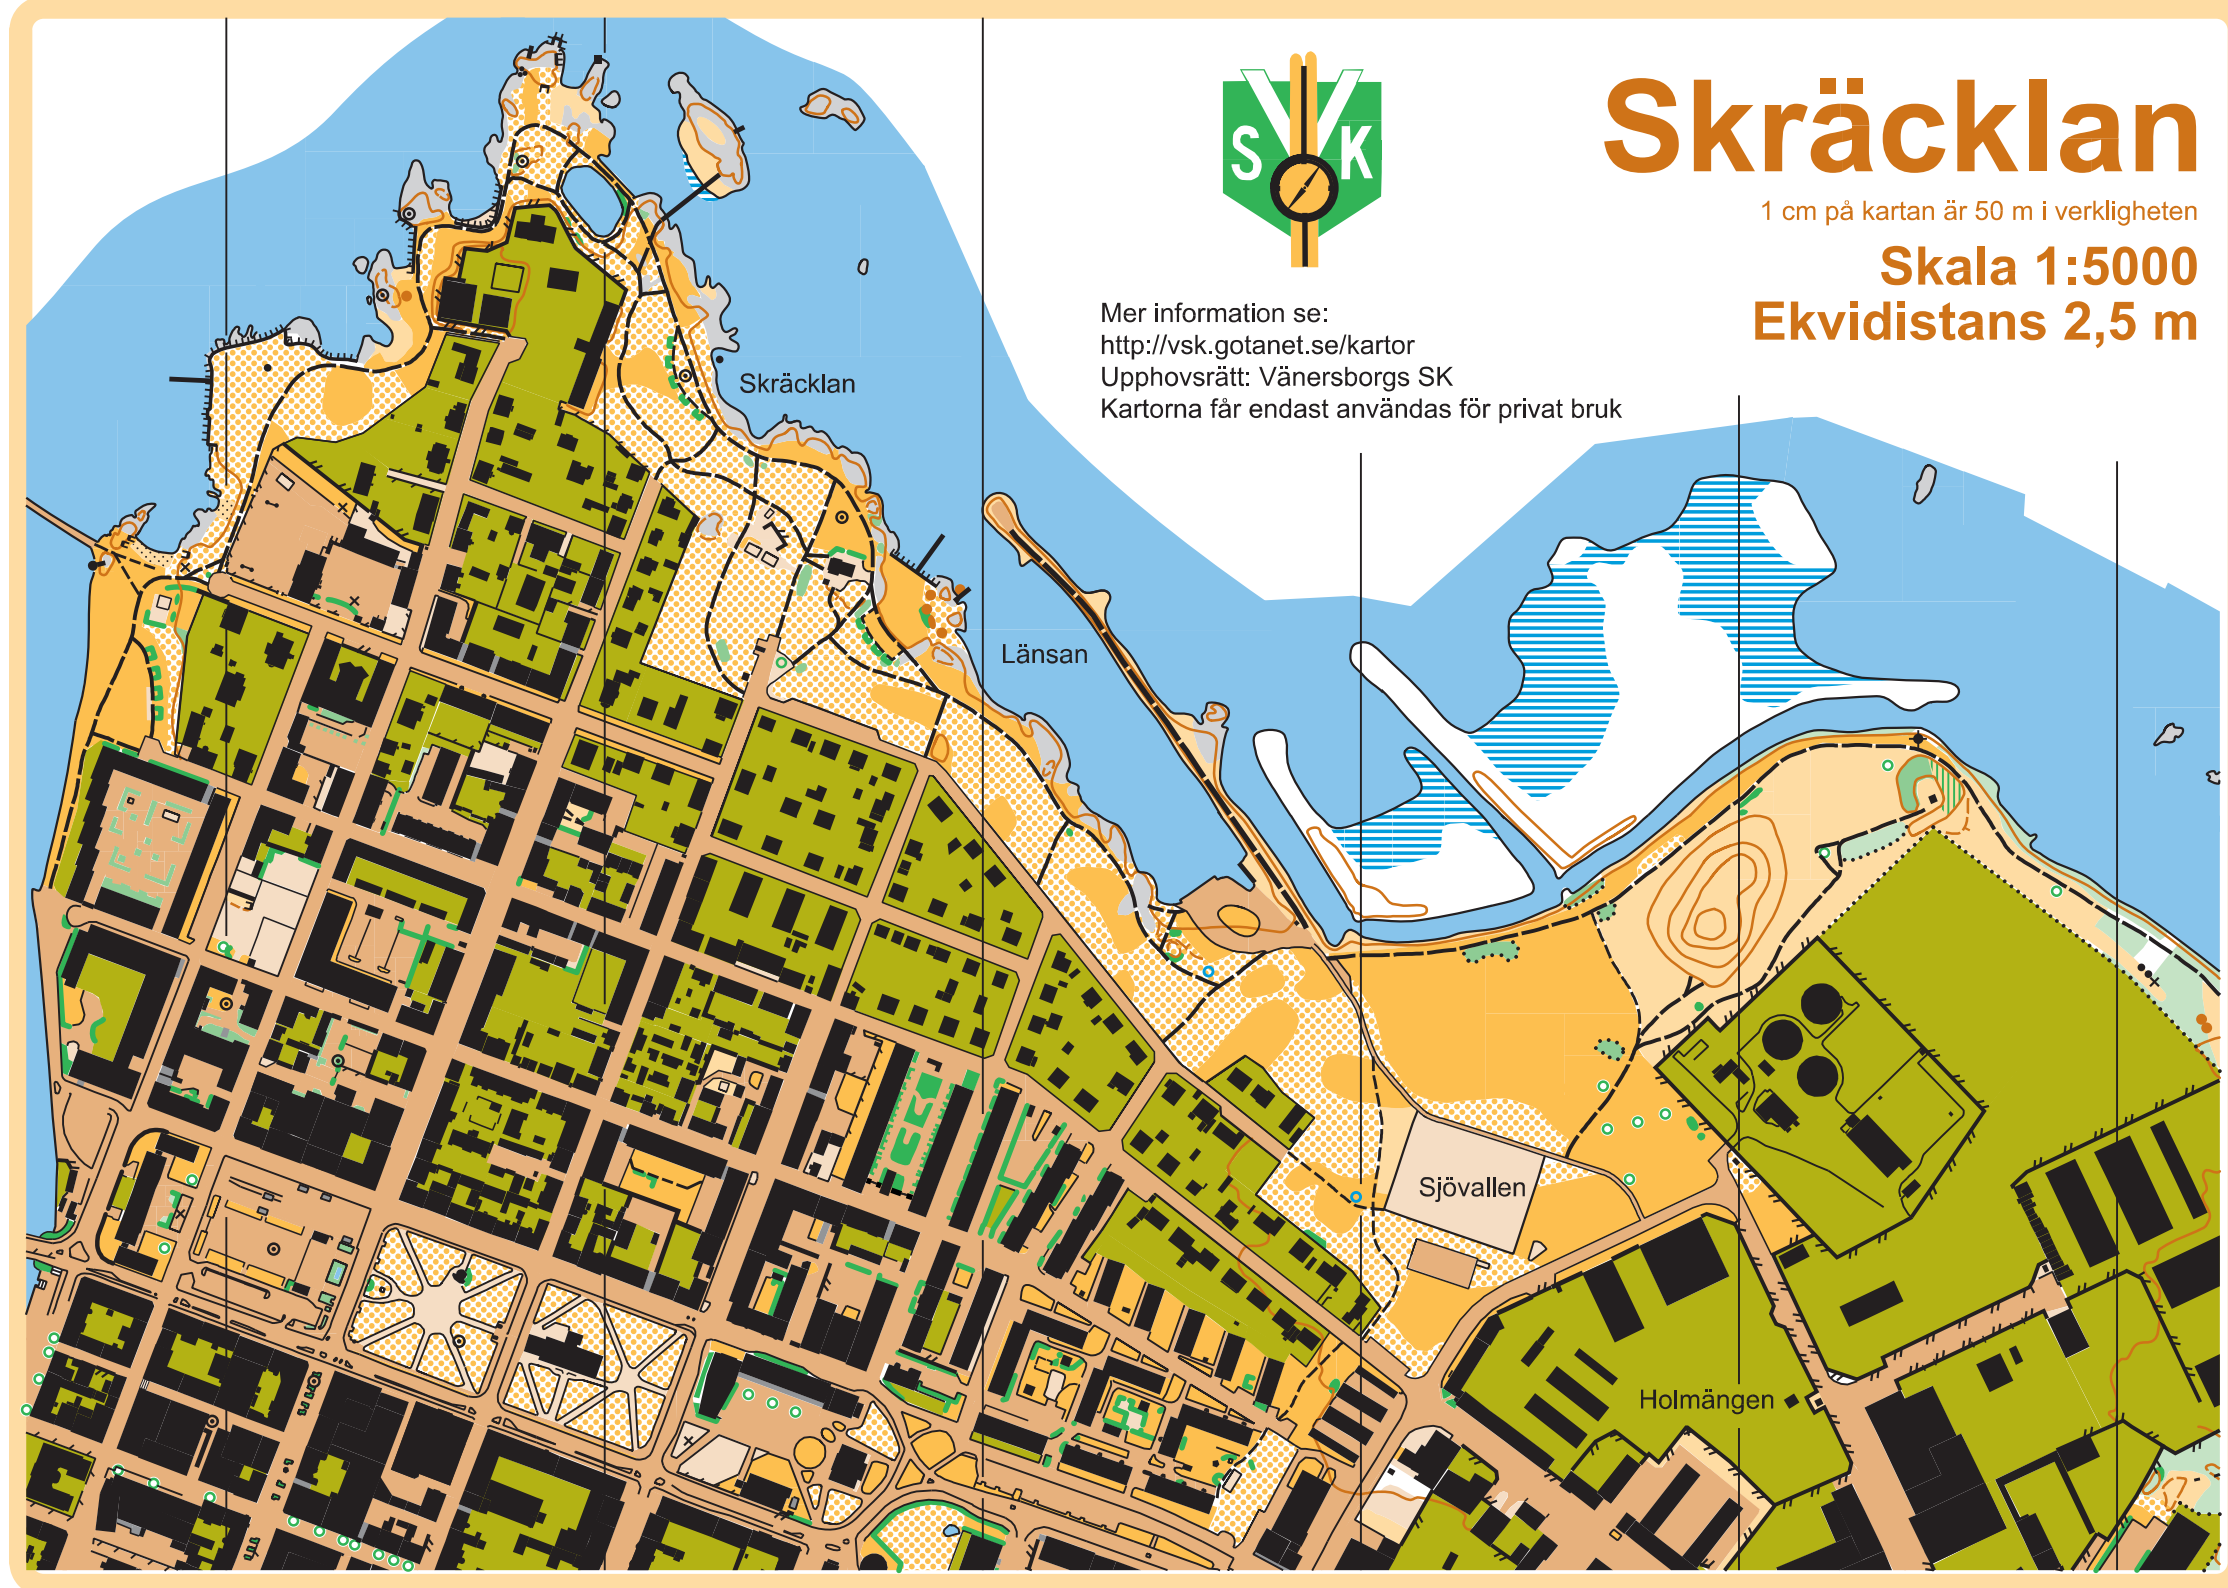 SVK
Skräcklan
1 cm på kartan är 50 m i verkligheten
Skala 1:5000
Ekvidistans 2,5 m
Mer information se:
http://vsk.gotanet.se/kartor
Upphovsrätt: Vänersborgs SK
Kartorna får endast användas för privat bruk
Skräcklan
Länsan
Sjövallen
Holmängen